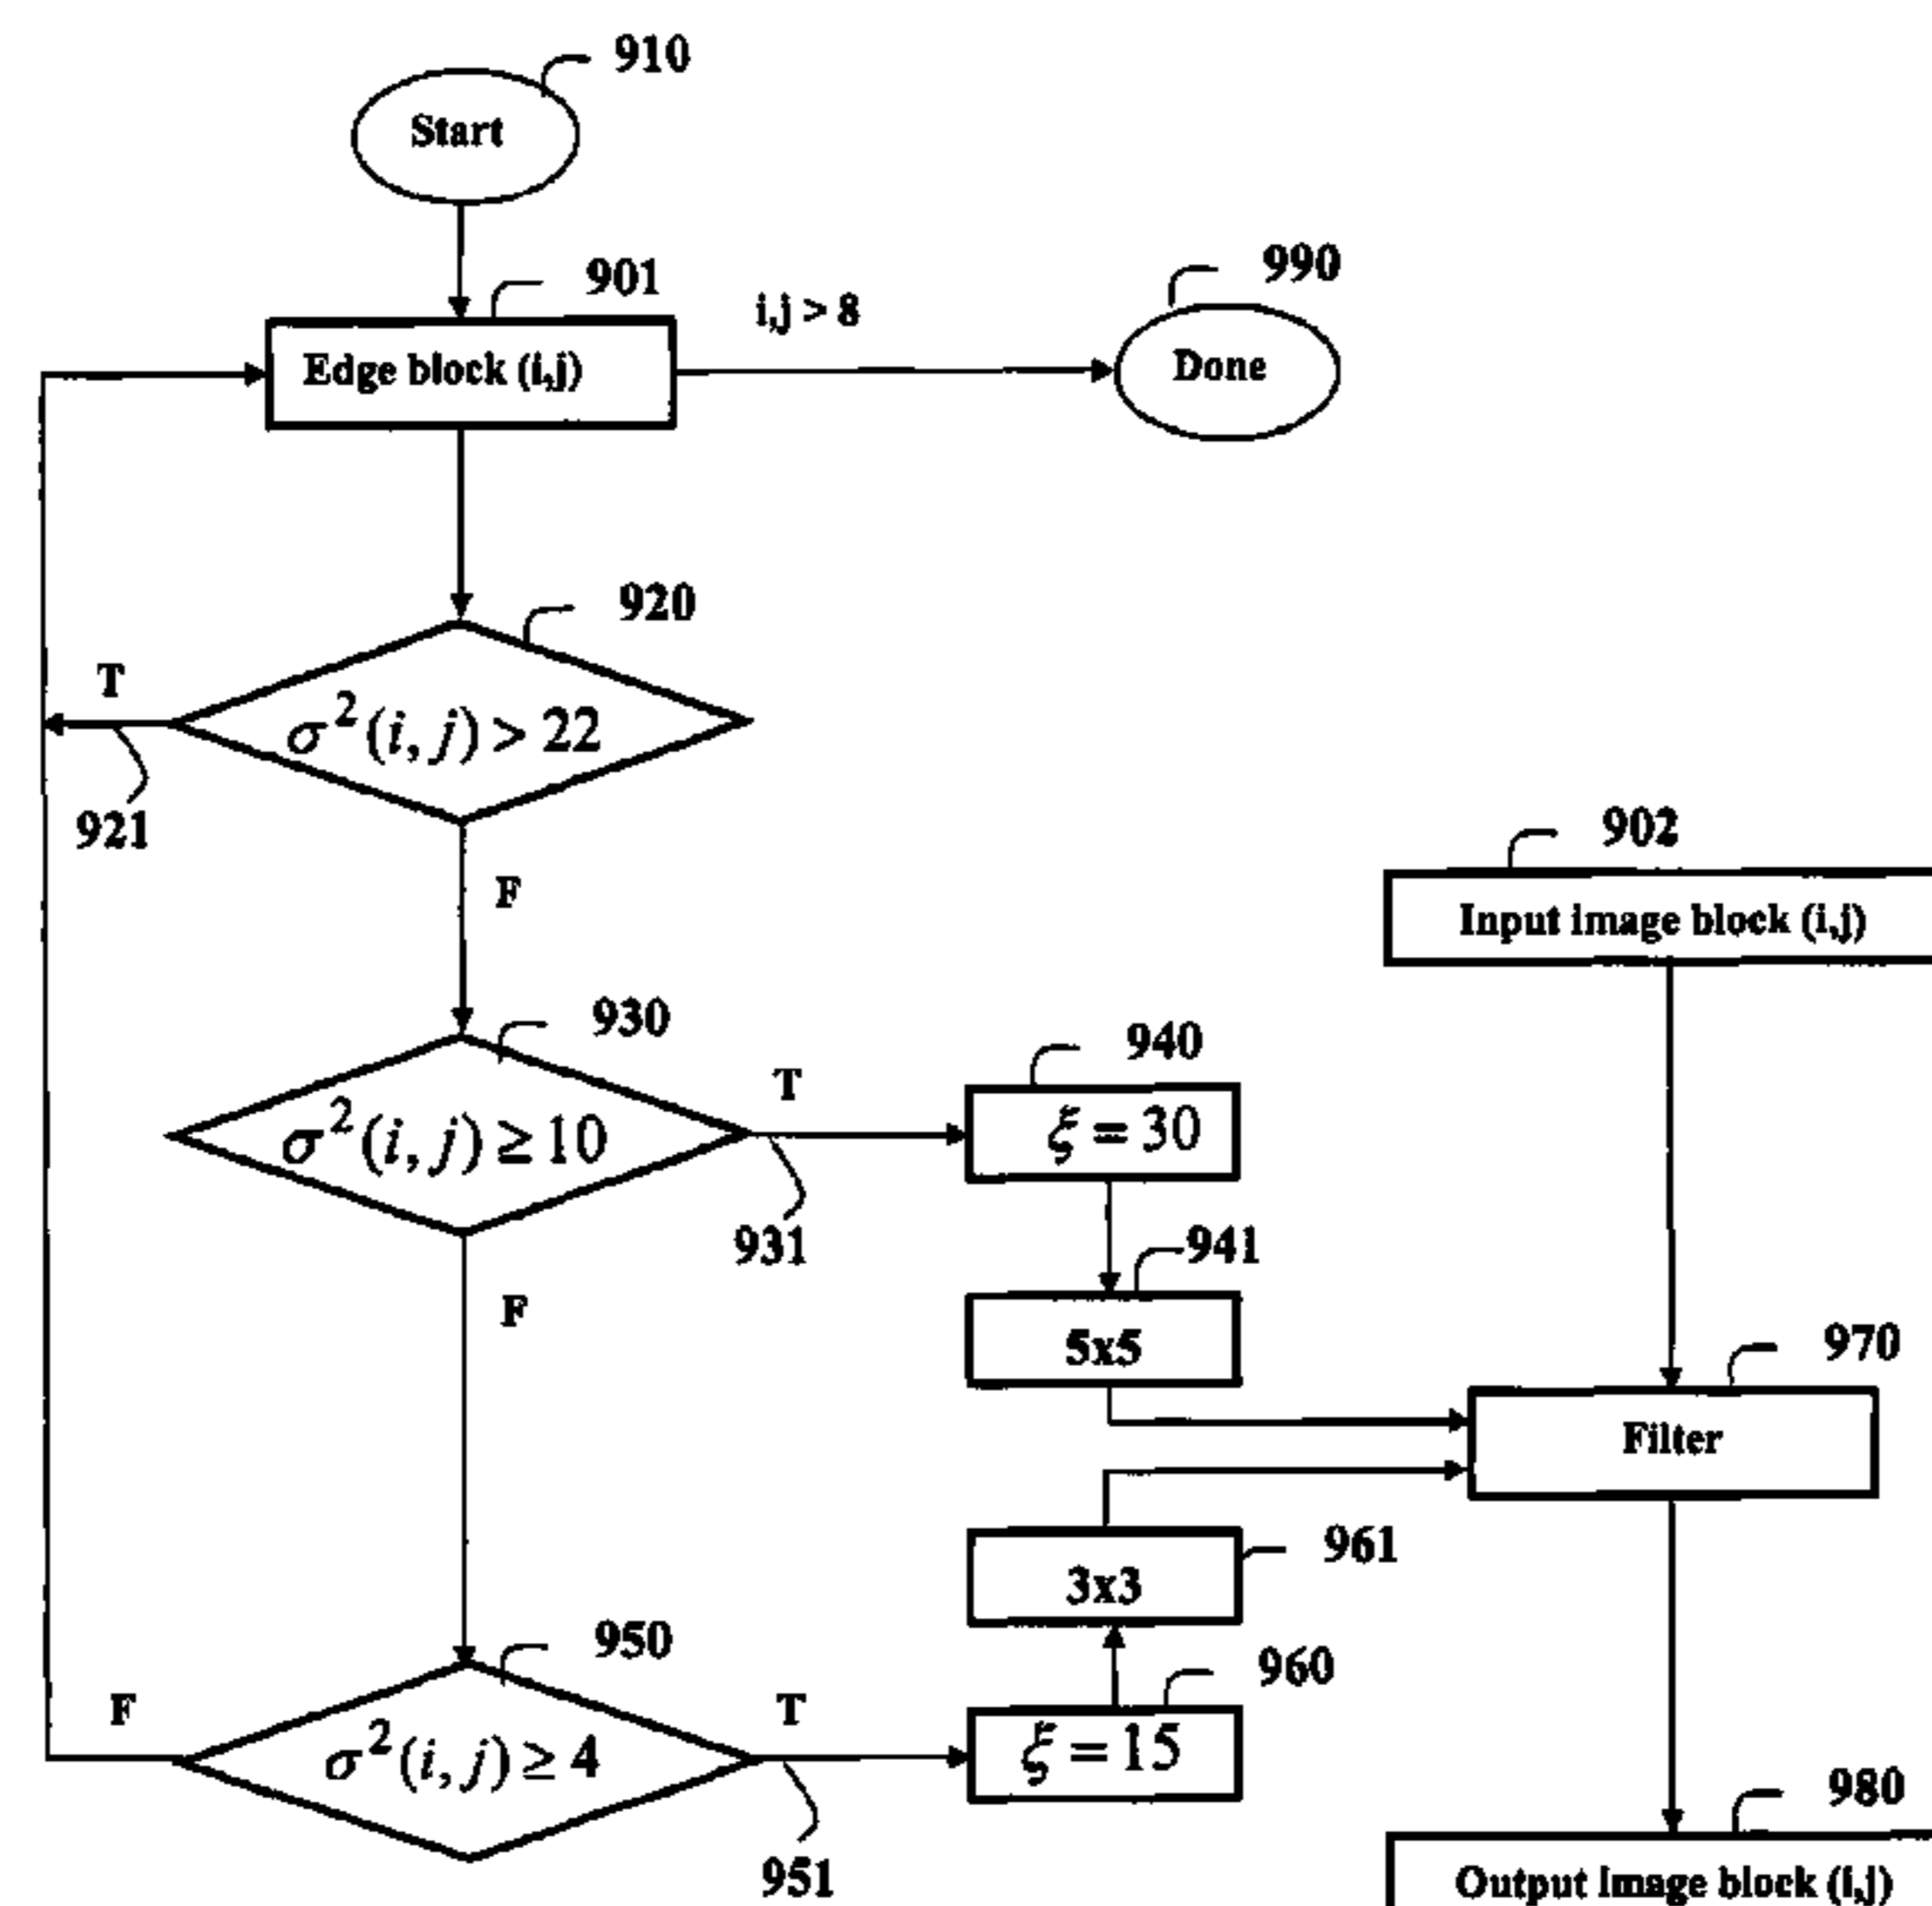 910
Start
990
901
i,j > 8
Edge block (i,j)
Done
920
T
σ²(i, j) > 22
921
902
F
Input image block (i,j)
930
940
T
ξ = 30
σ²(i, j) ≥ 10
931
941
F
970
5x5
Filter
961
3x3
950
960
F
T
ξ = 15
σ²(i, j) ≥ 4
980
951
Output image block (i,j)